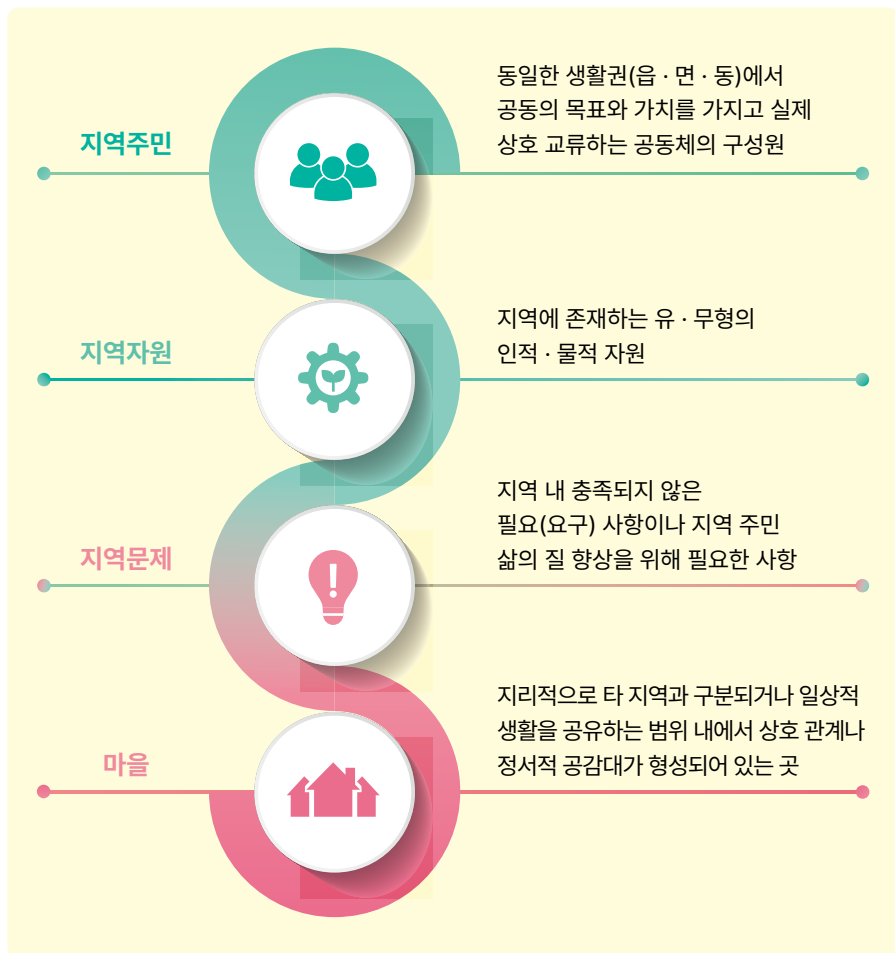 지역주민
동일한 생활권(읍 · 면 · 동)에서
공동의 목표와 가치를 가지고 실제
상호 교류하는 공동체의 구성원
지역자원
지역에 존재하는 유 · 무형의
인적 · 물적 자원
지역문제
지역 내 충족되지 않은
필요(요구) 사항이나 지역 주민
삶의 질 향상을 위해 필요한 사항
마을
지리적으로 타 지역과 구분되거나 일상적
생활을 공유하는 범위 내에서 상호 관계나
정서적 공감대가 형성되어 있는 곳